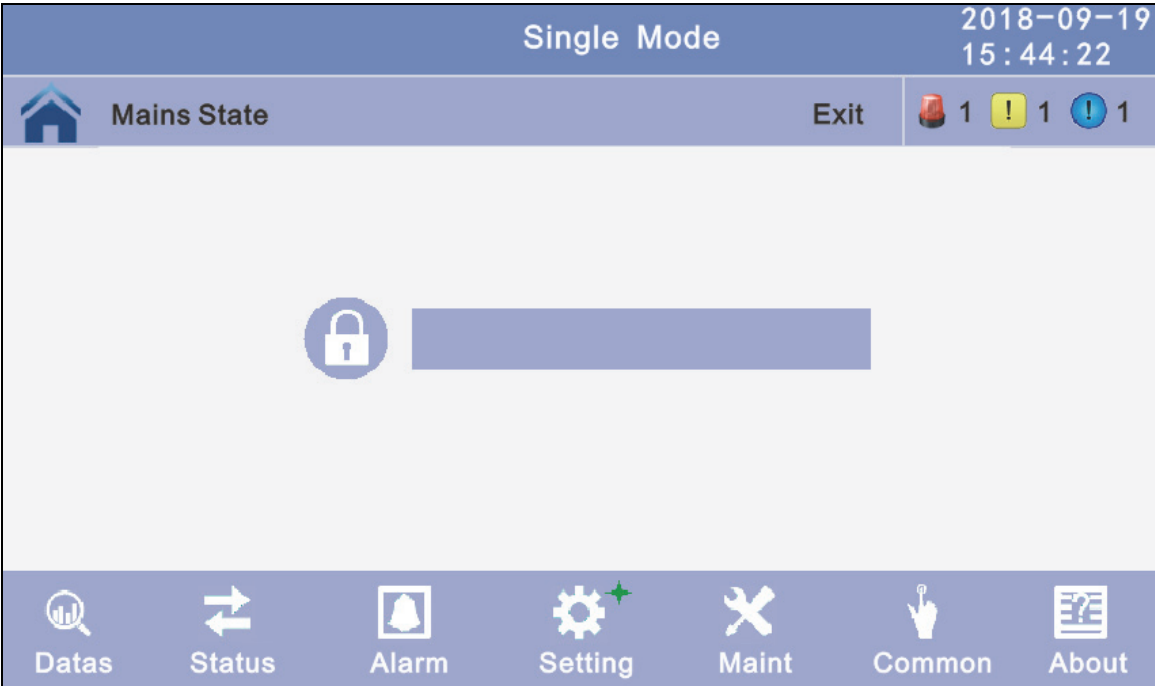 Single Mode
2018-09-19
15:44:22
Mains State
Exit
1
! 1
! 1
Datas
Status
Alarm
Setting
Maint
Common
About